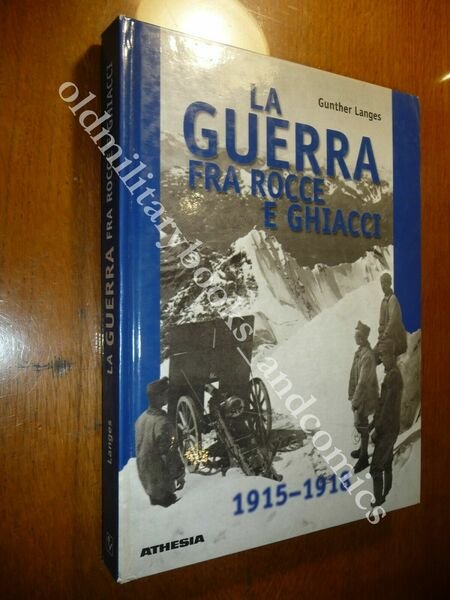 Gunther Langes
LA
GUERRA
FRA ROCCE
E GHIACCI
1915-1918
ATHESIA
Langes LA GUERRA FRA ROCCE E GHIACCI
oldmilitarybooks_andcomics